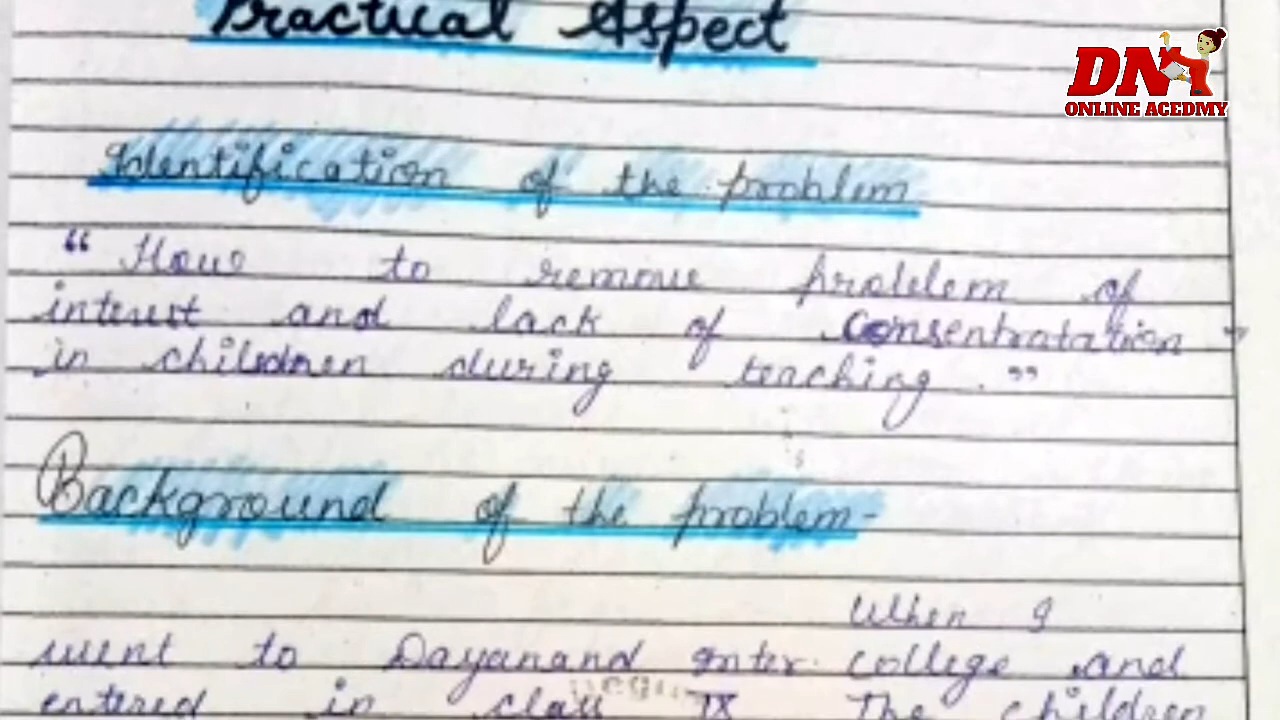 Practical Aspect
DNA
ONLINE ACEDMY
Identification of the problem
“ How to remove problem of
interest and lack of Consentratation
in children during teaching .”
Background of the problem-
When I
went to Dayanand Inter college and
entered in class IX The children